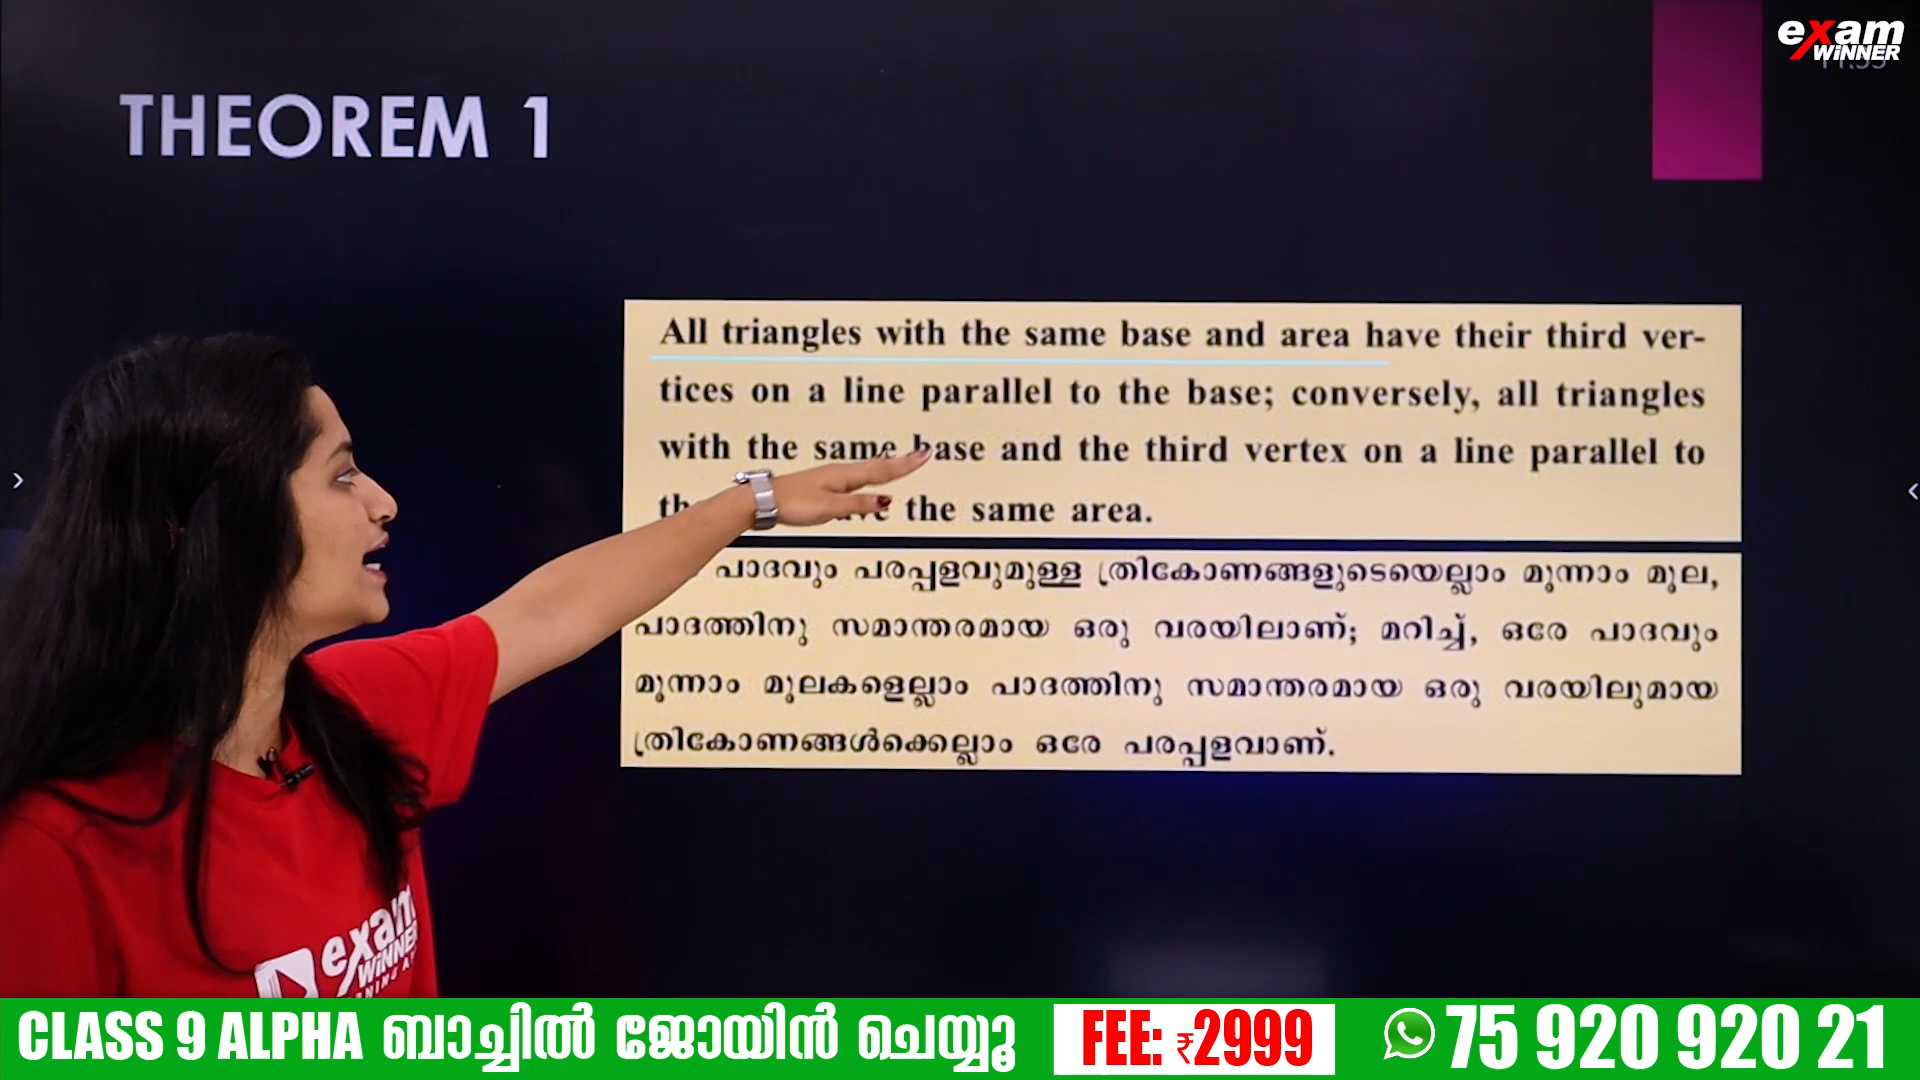 exam
WINNER
THEOREM 1
All triangles with the same base and area have their third ver-
tices on a line parallel to the base; conversely, all triangles
with the same base and the third vertex on a line parallel to
the same area.
പാദവും പരപ്പളവുമുള്ള ത്രികോണങ്ങളുടെയെല്ലാം മൂന്നാം മൂല,
പാദത്തിനു സമാന്തരമായ ഒരു വരയിലാണ്; മറിച്ച്, ഒരേ പാദവും
മൂന്നാം മൂലകളെല്ലാം പാദത്തിനു സമാന്തരമായ ഒരു വരയിലുമായ
ത്രികോണങ്ങൾക്കെല്ലാം ഒരേ പരപ്പളവാണ്.
exam
WINNER
CLASS 9 ALPHA ബാച്ചിൽ ജോയിൻ ചെയ്യൂ FEE: ₹2999 75 920 920 21